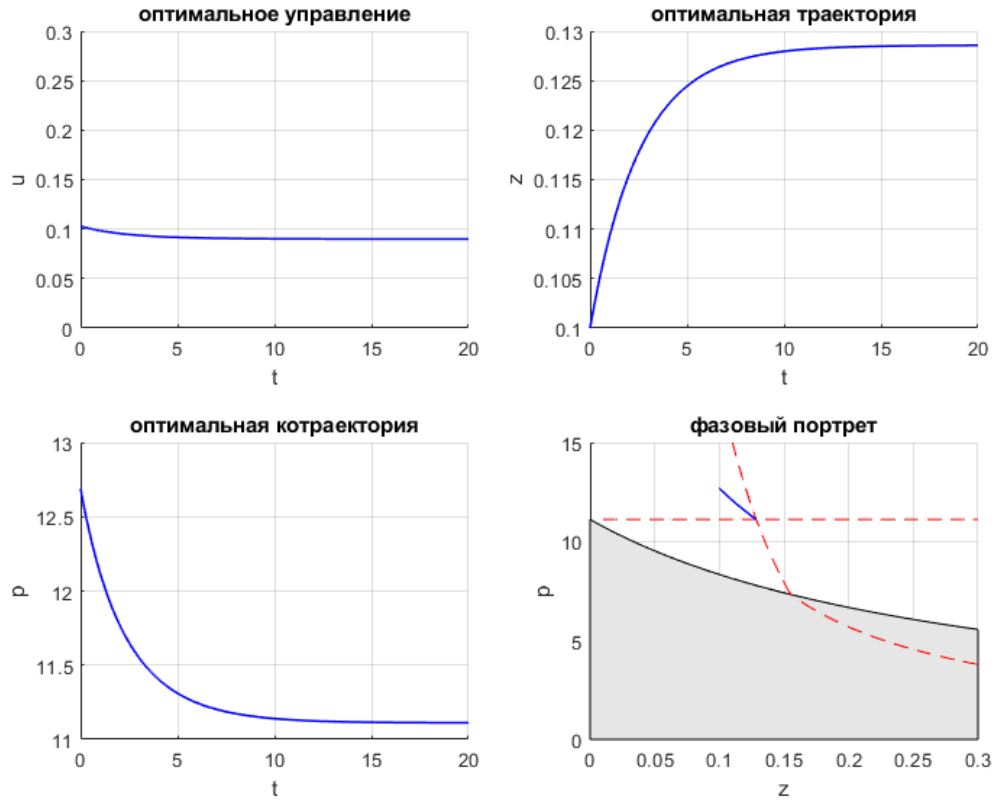 оптимальное управление
0.3
0.25
0.2
0.15
0.1
0.05
0
u
0 5 10 15 20
t
оптимальная траектория
0.13
0.125
0.12
0.115
0.11
0.105
0.1
z
0 5 10 15 20
t
оптимальная котраектория
13
12.5
12
11.5
11
p
0 5 10 15 20
t
фазовый портрет
15
10
5
0
p
0 0.05 0.1 0.15 0.2 0.25 0.3
z